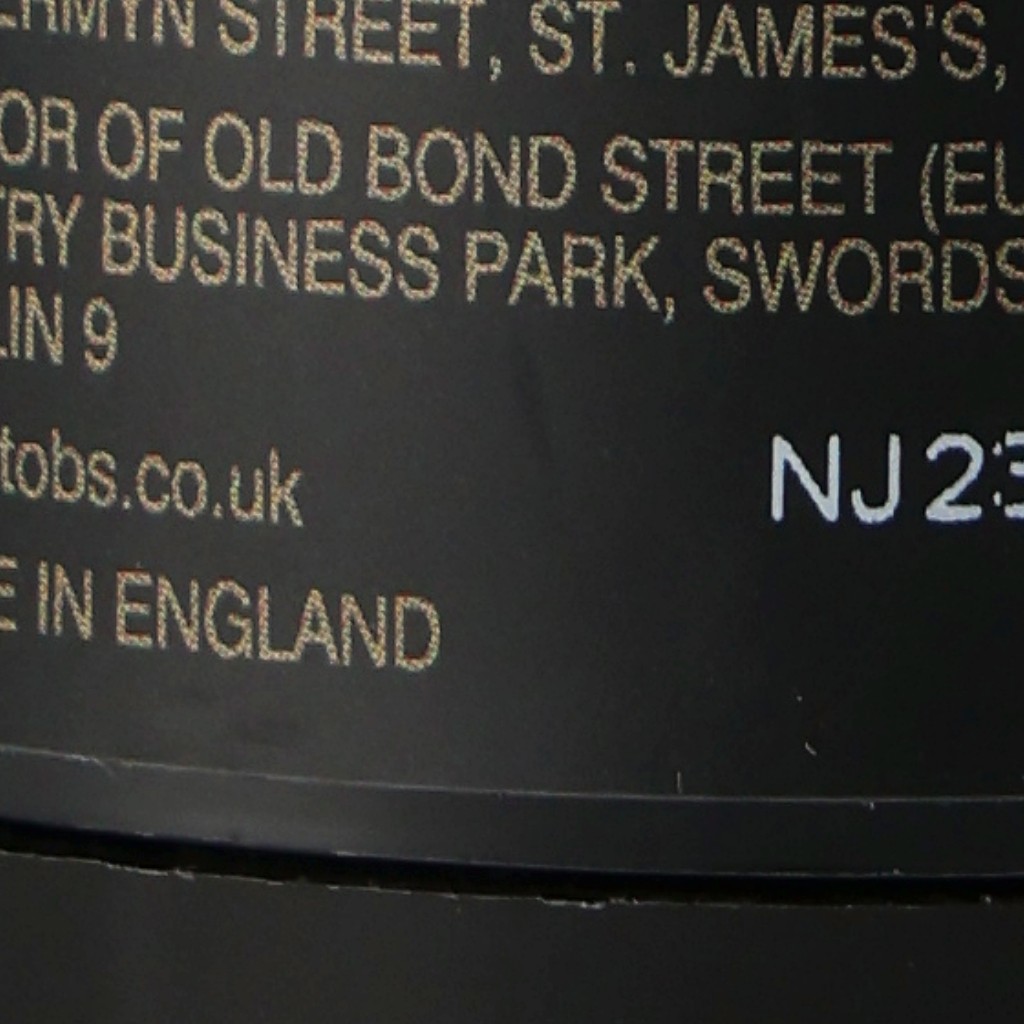 ERMYN STREET, ST. JAMES'S,
OR OF OLD BOND STREET (EU
TRY BUSINESS PARK, SWORDS
LIN 9
tobs.co.uk
NJ23
E IN ENGLAND